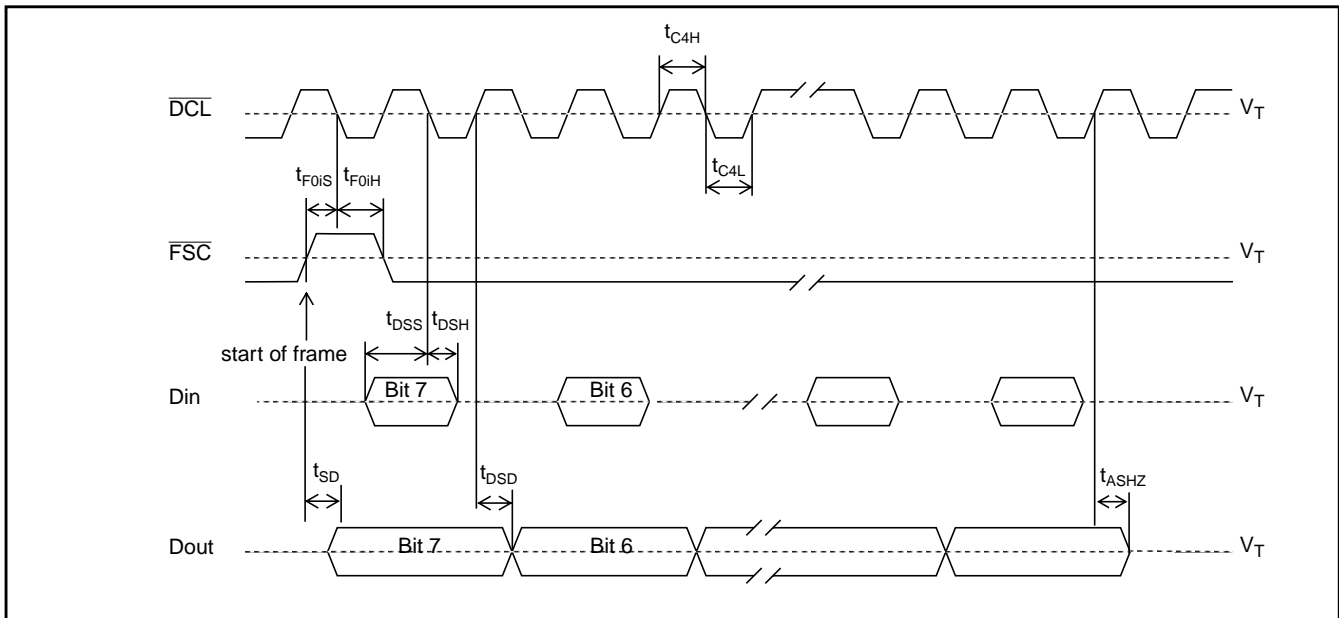 tC4H
DCL
VT
tC4L
tF0iS tF0iH
FSC
VT
tDSS tDSH
start of frame
Din
Bit 7
Bit 6
VT
tSD
tDSD
tASHZ
Dout
Bit 7
Bit 6
VT